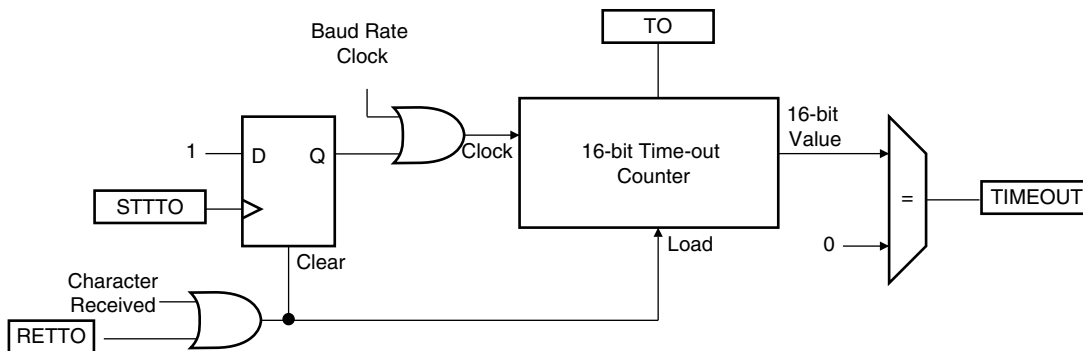 TO
Baud Rate
Clock
16-bit
Value
1
D
Q
Clock
16-bit Time-out
Counter
STTTO
=
TIMEOUT
Clear
Load
0
Character
Received
RETTO